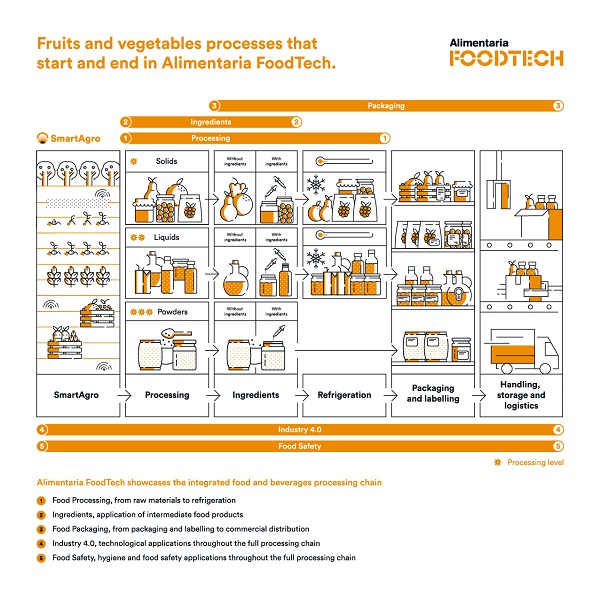 Fruits and vegetables processes that
start and end in Alimentaria FoodTech.
Alimentaria
FOODTECH
3 Packaging 3
2 Ingredients 2
SmartAgro
1 Processing 1
Solids
Without
ingredients
With
ingredients
Liquids
Without
ingredients
With
ingredients
Powders
Without
ingredients
With
ingredients
SmartAgro
Processing
Ingredients
Refrigeration
Packaging
and labelling
Handling,
storage and
logistics
4 Industry 4.0 4
5 Food Safety 5
Processing level
Alimentaria FoodTech showcases the integrated food and beverages processing chain
1 Food Processing, from raw materials to refrigeration
2 Ingredients, application of intermediate food products
3 Food Packaging, from packaging and labelling to commercial distribution
4 Industry 4.0, technological applications throughout the full processing chain
5 Food Safety, hygiene and food safety applications throughout the full processing chain